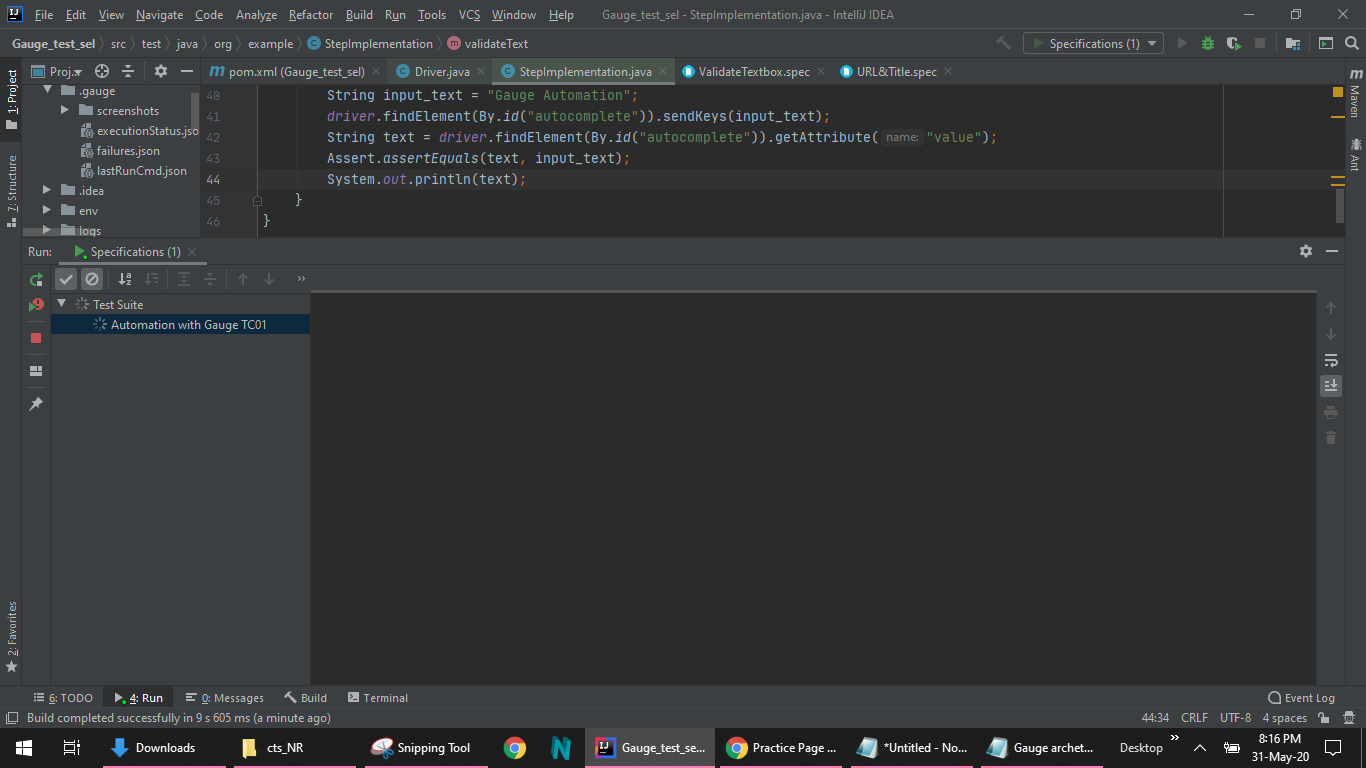 File Edit View Navigate Code Analyze Refactor Build Run Tools VCS Window Help Gauge_test_sel - StepImplementation.java - IntelliJ IDEA
Gauge_test_sel src test java org example StepImplementation validateText Specifications (1)
1: Project Proj.. pom.xml (Gauge_test_sel) Driver.java StepImplementation.java ValidateTextbox.spec URL&Title.spec
.gauge
screenshots
executionStatus.jso
failures.json
lastRunCmd.json
.idea
env
logs
40 String input_text = "Gauge Automation";
41 driver.findElement(By.id("autocomplete")).sendKeys(input_text);
42 String text = driver.findElement(By.id("autocomplete")).getAttribute( name: "value");
43 Assert.assertEquals(text, input_text);
44 System.out.println(text);
45 }
46 }
Maven
Ant
7: Structure
2: Favorites
Run: Specifications (1)
Test Suite
Automation with Gauge TC01
6: TODO 4: Run 0: Messages Build Terminal Event Log
Build completed successfully in 9 s 605 ms (a minute ago) 44:34 CRLF UTF-8 4 spaces
Downloads cts_NR Snipping Tool Gauge_test_se... Practice Page ... *Untitled - No... Gauge archet... Desktop
8:16 PM
31-May-20